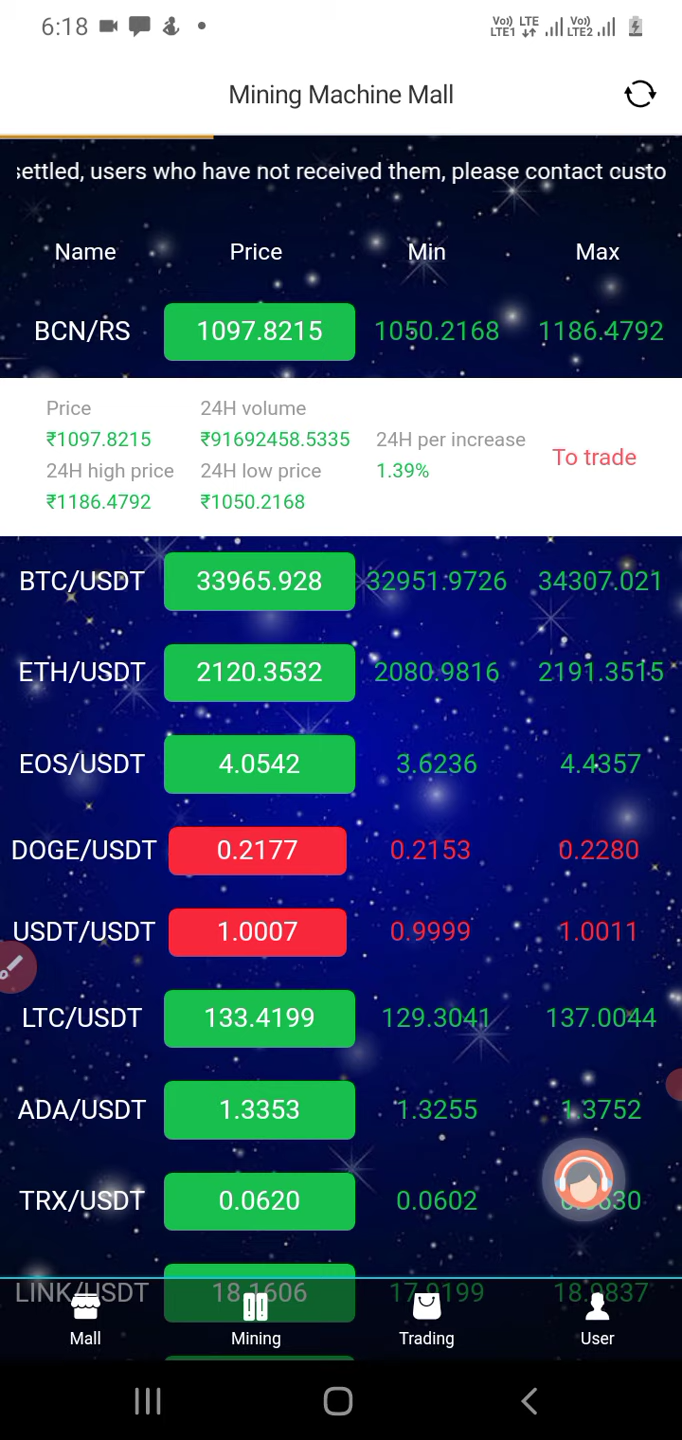 6:18
Vo) LTE Vo)
LTE1 LTE2
Mining Machine Mall
settled, users who have not received them, please contact custo
Name Price Min Max
BCN/RS 1097.8215 1050.2168 1186.4792
Price 24H volume
₹1097.8215 ₹91692458.5335 24H per increase
24H high price 24H low price 1.39% To trade
₹1186.4792 ₹1050.2168
BTC/USDT 33965.928 32951.9726 34307.021
ETH/USDT 2120.3532 2080.9816 2191.3515
EOS/USDT 4.0542 3.6236 4.4357
DOGE/USDT 0.2177 0.2153 0.2280
USDT/USDT 1.0007 0.9999 1.0011
LTC/USDT 133.4199 129.3041 137.0044
ADA/USDT 1.3353 1.3255 1.3752
TRX/USDT 0.0620 0.0602
LINK/USDT 18.1606 17.9199 18.9837
Mall Mining Trading User